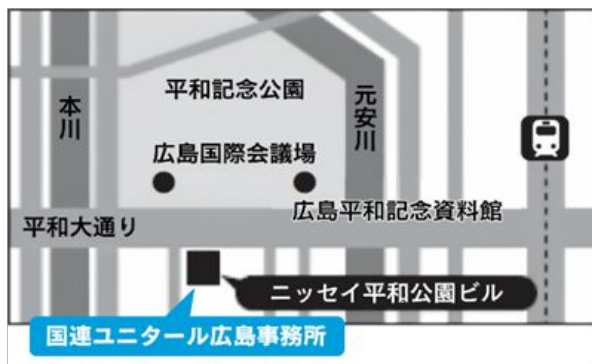 平和記念公園
本川
元安川
広島国際会議場
広島平和記念資料館
平和大通り
ニッセイ平和公園ビル
国連ユニタール広島事務所